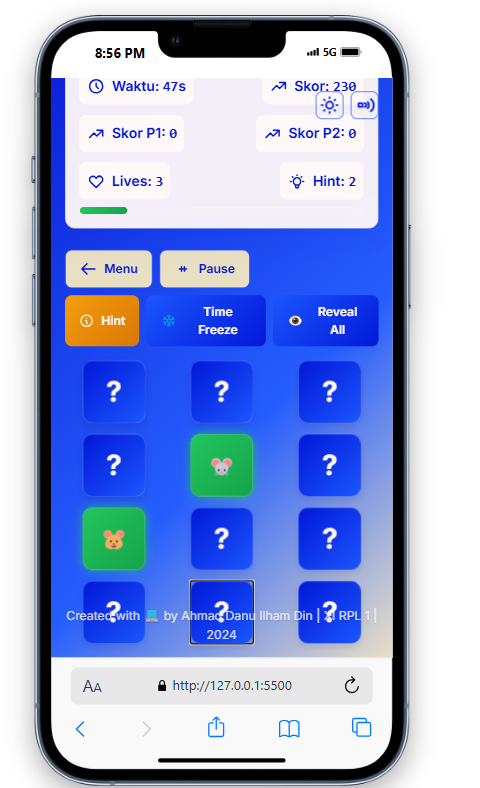 8:56 PM 5G
Waktu: 47s Skor: 230
Skor P1: 0 Skor P2: 0
Lives: 3 Hint: 2
Menu Pause
Hint Time Freeze Reveal All
? ? ?
?
?
? ?
? ? ?
Created with 💻 by Ahmad Danu Ilham Din | XI RPL 1 |
2024
AA http://127.0.0.1:5500